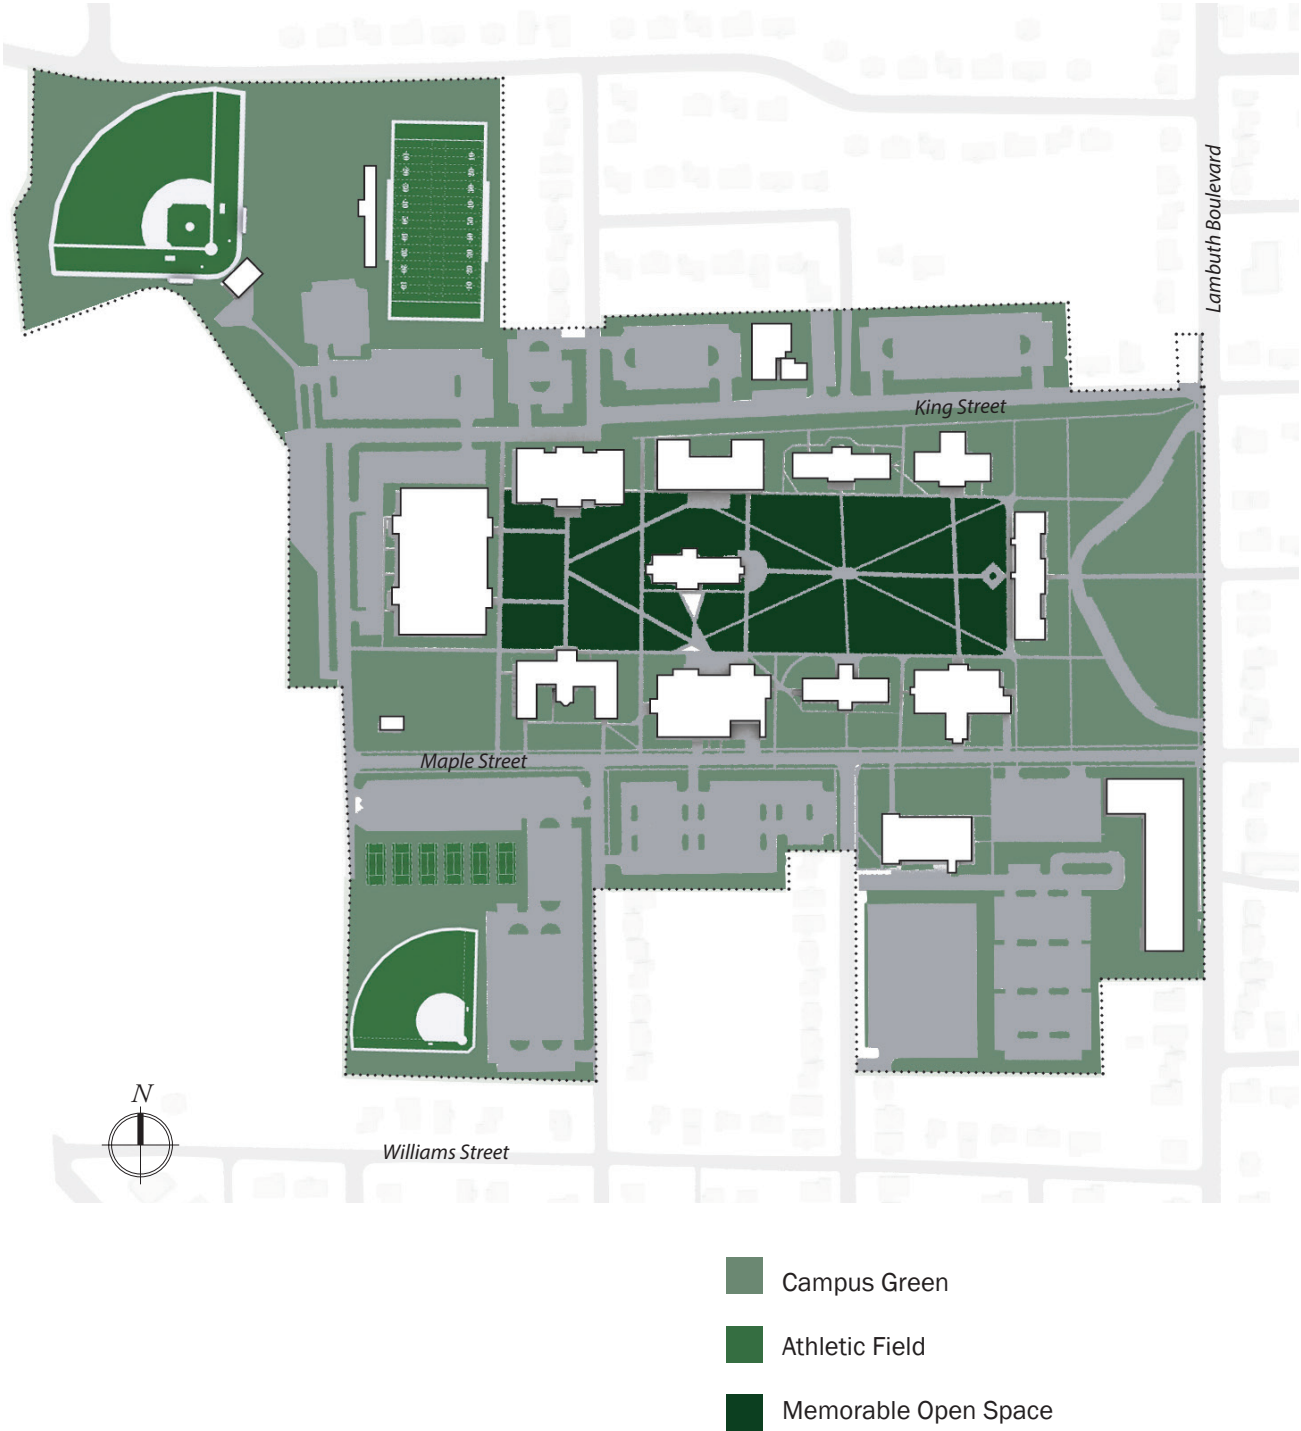 Lambuth Boulevard
King Street
Maple Street
N
Williams Street
Campus Green
Athletic Field
Memorable Open Space